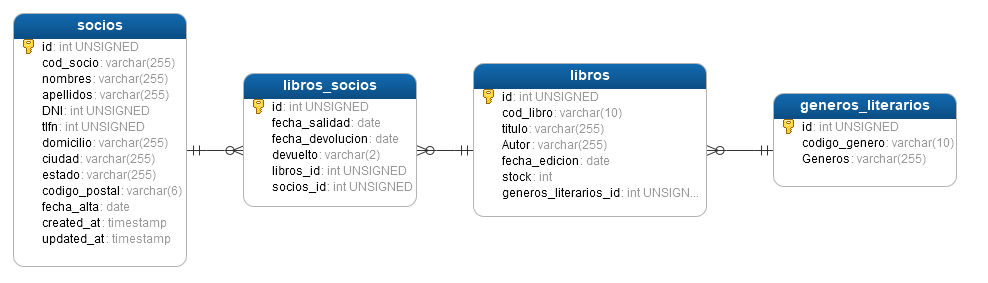 socios
id: int UNSIGNED
cod_socio: varchar(255)
nombres: varchar(255)
apellidos: varchar(255)
DNI: int UNSIGNED
tlfn: int UNSIGNED
domicilio: varchar(255)
ciudad: varchar(255)
estado: varchar(255)
codigo_postal: varchar(6)
fecha_alta: date
created_at: timestamp
updated_at: timestamp
libros_socios
id: int UNSIGNED
fecha_salidad: date
fecha_devolucion: date
devuelto: varchar(2)
libros_id: int UNSIGNED
socios_id: int UNSIGNED
libros
id: int UNSIGNED
cod_libro: varchar(10)
titulo: varchar(255)
Autor: varchar(255)
fecha_edicion: date
stock: int
generos_literarios_id: int UNSIGN...
generos_literarios
id: int UNSIGNED
codigo_genero: varchar(10)
Generos: varchar(255)